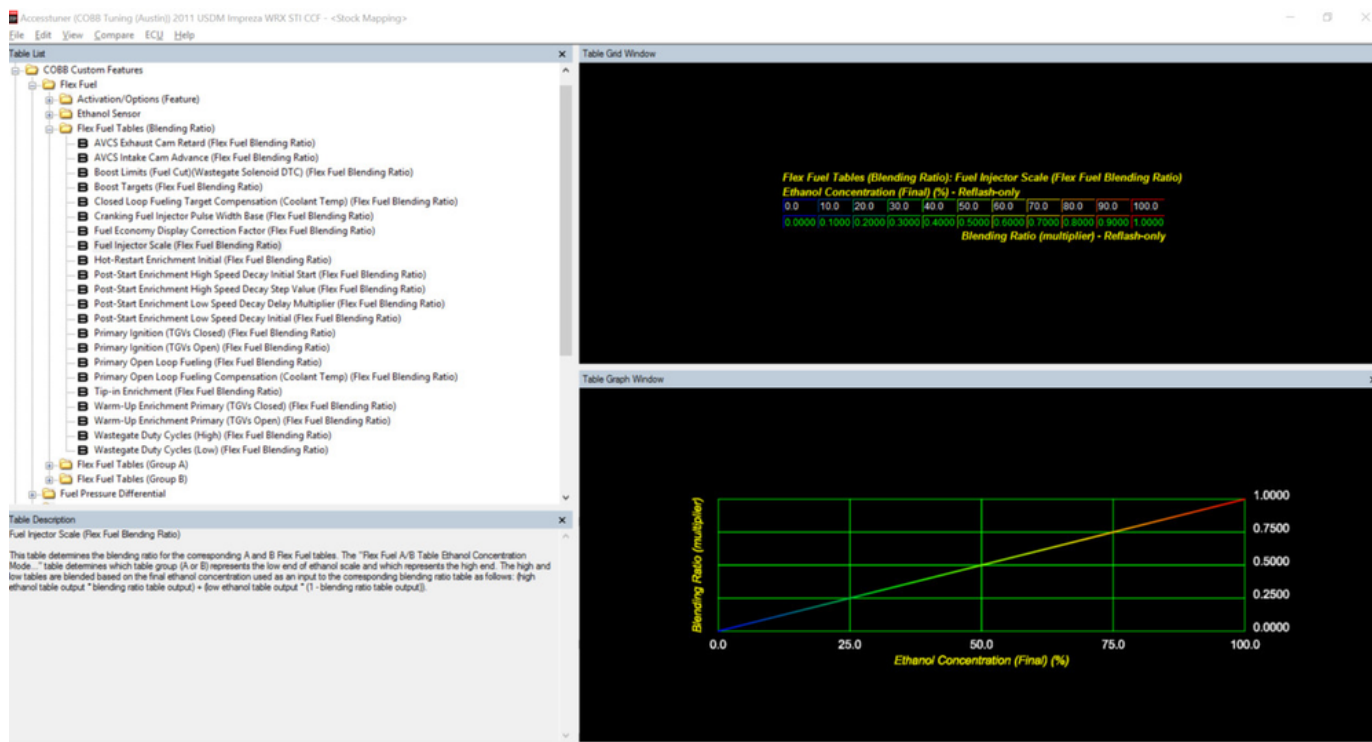 Accesstuner (COBB Tuning (Austin)) 2011 USDM Impreza WRX STI CCF - <Stock Mapping>
File Edit View Compare ECU Help
Table List
COBB Custom Features
Flex Fuel
Activation/Options (Feature)
Ethanol Sensor
Flex Fuel Tables (Blending Ratio)
AVCS Exhaust Cam Retard (Flex Fuel Blending Ratio)
AVCS Intake Cam Advance (Flex Fuel Blending Ratio)
Boost Limits (Fuel Cut)(Wastegate Solenoid DTC) (Flex Fuel Blending Ratio)
Boost Targets (Flex Fuel Blending Ratio)
Closed Loop Fueling Target Compensation (Coolant Temp) (Flex Fuel Blending Ratio)
Cranking Fuel Injector Pulse Width Base (Flex Fuel Blending Ratio)
Fuel Economy Display Correction Factor (Flex Fuel Blending Ratio)
Fuel Injector Scale (Flex Fuel Blending Ratio)
Hot-Restart Enrichment Initial (Flex Fuel Blending Ratio)
Post-Start Enrichment High Speed Decay Initial Start (Flex Fuel Blending Ratio)
Post-Start Enrichment High Speed Decay Step Value (Flex Fuel Blending Ratio)
Post-Start Enrichment Low Speed Decay Delay Multiplier (Flex Fuel Blending Ratio)
Post-Start Enrichment Low Speed Decay Initial (Flex Fuel Blending Ratio)
Primary Ignition (TGVs Closed) (Flex Fuel Blending Ratio)
Primary Ignition (TGVs Open) (Flex Fuel Blending Ratio)
Primary Open Loop Fueling (Flex Fuel Blending Ratio)
Primary Open Loop Fueling Compensation (Coolant Temp) (Flex Fuel Blending Ratio)
Tip-in Enrichment (Flex Fuel Blending Ratio)
Warm-Up Enrichment Primary (TGVs Closed) (Flex Fuel Blending Ratio)
Warm-Up Enrichment Primary (TGVs Open) (Flex Fuel Blending Ratio)
Wastegate Duty Cycles (High) (Flex Fuel Blending Ratio)
Wastegate Duty Cycles (Low) (Flex Fuel Blending Ratio)
Flex Fuel Tables (Group A)
Flex Fuel Tables (Group B)
Fuel Pressure Differential
Table Description
Fuel Injector Scale (Flex Fuel Blending Ratio)
This table determines the blending ratio for the corresponding A and B Flex Fuel tables. The "Flex Fuel A/B Table Ethanol Concentration
Mode..." table determines which table group (A or B) represents the low end of ethanol scale and which represents the high end. The high and
low tables are blended based on the final ethanol concentration used as an input to the corresponding blending ratio table as follows: (high
ethanol table output * blending ratio table output) + (low ethanol table output * (1 - blending ratio table output)).
Table Grid Window
Flex Fuel Tables (Blending Ratio): Fuel Injector Scale (Flex Fuel Blending Ratio)
Ethanol Concentration (Final) (%) - Reflash-only
0.0 10.0 20.0 30.0 40.0 50.0 60.0 70.0 80.0 90.0 100.0
0.0000 0.1000 0.2000 0.3000 0.4000 0.5000 0.6000 0.7000 0.8000 0.9000 1.0000
Blending Ratio (multiplier) - Reflash-only
Table Graph Window
Blending Ratio (multiplier)
1.0000
0.7500
0.5000
0.2500
0.0000
0.0 25.0 50.0 75.0 100.0
Ethanol Concentration (Final) (%)